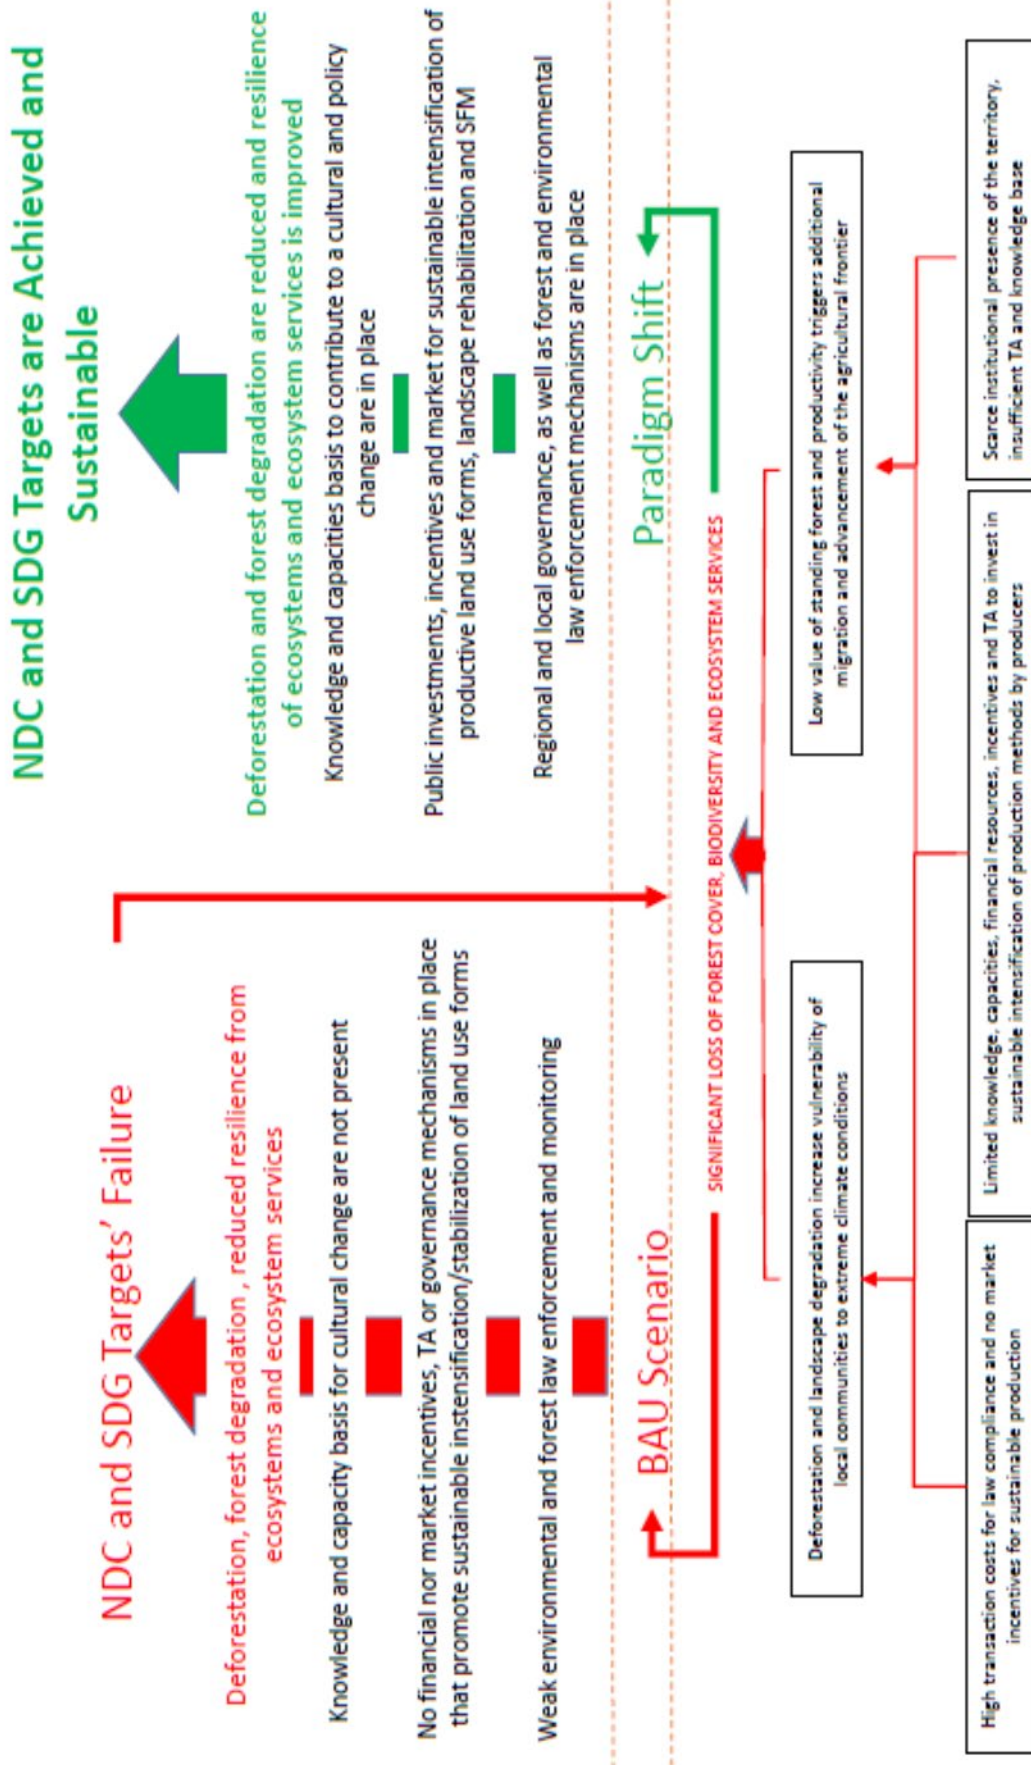 NDC and SDG Targets' Failure
Deforestation, forest degradation , reduced resilience from
ecosystems and ecosystem services
Knowledge and capacity basis for cultural change are not present
No financial nor market incentives, TA or governance mechanisms in place
that promote sustainable instensification/stabilization of land use forms
Weak environmental and forest law enforcement and monitoring
BAU Scenario
NDC and SDG Targets are Achieved and
Sustainable
Deforestation and forest degradation are reduced and resilience
of ecosystems and ecosystem services is improved
Knowledge and capacities basis to contribute to a cultural and policy
change are in place
Public investments, incentives and market for sustainable intensification of
productive land use forms, landscape rehabilitation and SFM
Regional and local governance, as well as forest and environmental
law enforcement mechanisms are in place
Paradigm Shift
SIGNIFICANT LOSS OF FOREST COVER, BIODIVERSITY AND ECOSYSTEM SERVICES
Deforestation and landscape degradation increase vulnerability of
local communities to extreme climate conditions
Low value of standing forest and productivity triggers additional
migration and advancement of the agricultural frontier
High transaction costs for law compliance and no market
incentives for sustainable production
Limited knowledge, capacities, financial resources, incentives and TA to invest in
sustainable intensification of production methods by producers
Scarce institutional presence of the territory,
insufficient TA and knowledge base